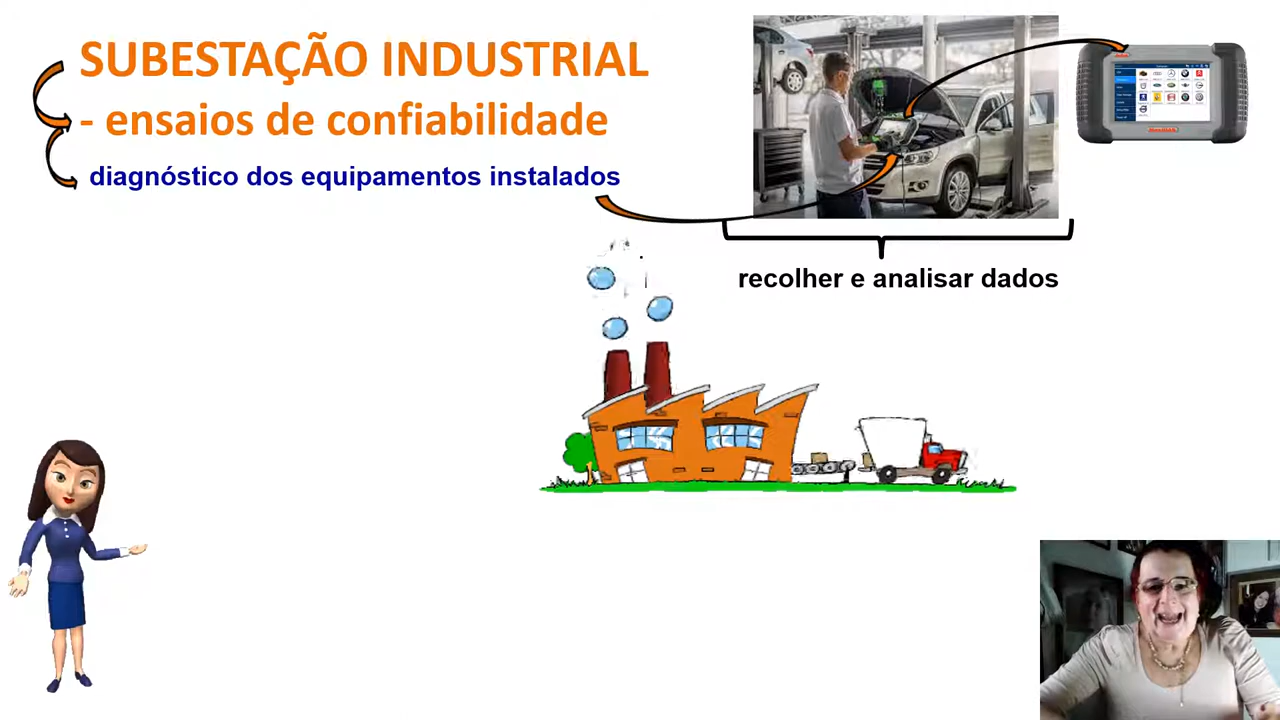 SUBESTAÇÃO INDUSTRIAL
- ensaios de confiabilidade
diagnóstico dos equipamentos instalados
recolher e analisar dados